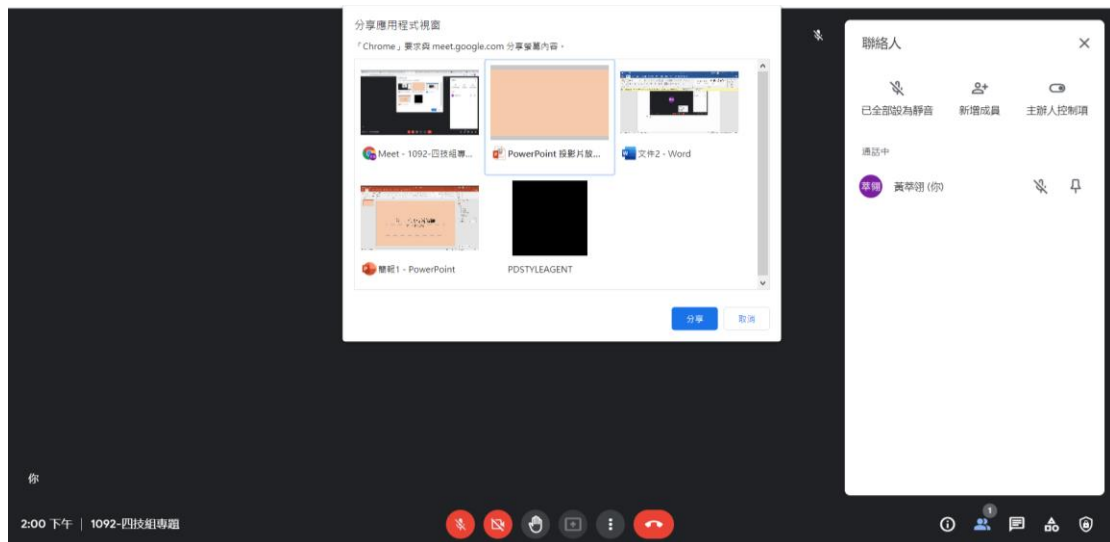 分享應用程式視窗
「Chrome」要求與 meet.google.com 分享螢幕內容。
Meet - 1092-四技組專...
PowerPoint 投影片放...
文件2 - Word
簡報1 - PowerPoint
PDSTYLEAGENT
分享
取消
聯絡人
已全部設為靜音
新增成員
主辦人控制項
通話中
萃翎
黃萃翎 (你)
你
2:00 下午 | 1092-四技組專題
1